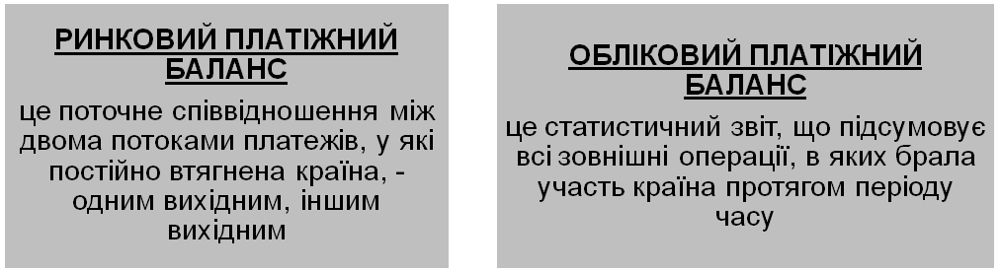 РИНКОВИЙ ПЛАТІЖНИЙ
БАЛАНС
це поточне співвідношення між
двома потоками платежів, у які
постійно втягнена країна, -
одним вихідним, іншим
вихідним
ОБЛІКОВИЙ ПЛАТІЖНИЙ
БАЛАНС
це статистичний звіт, що підсумовує
всі зовнішні операції, в яких брала
участь країна протягом періоду
часу